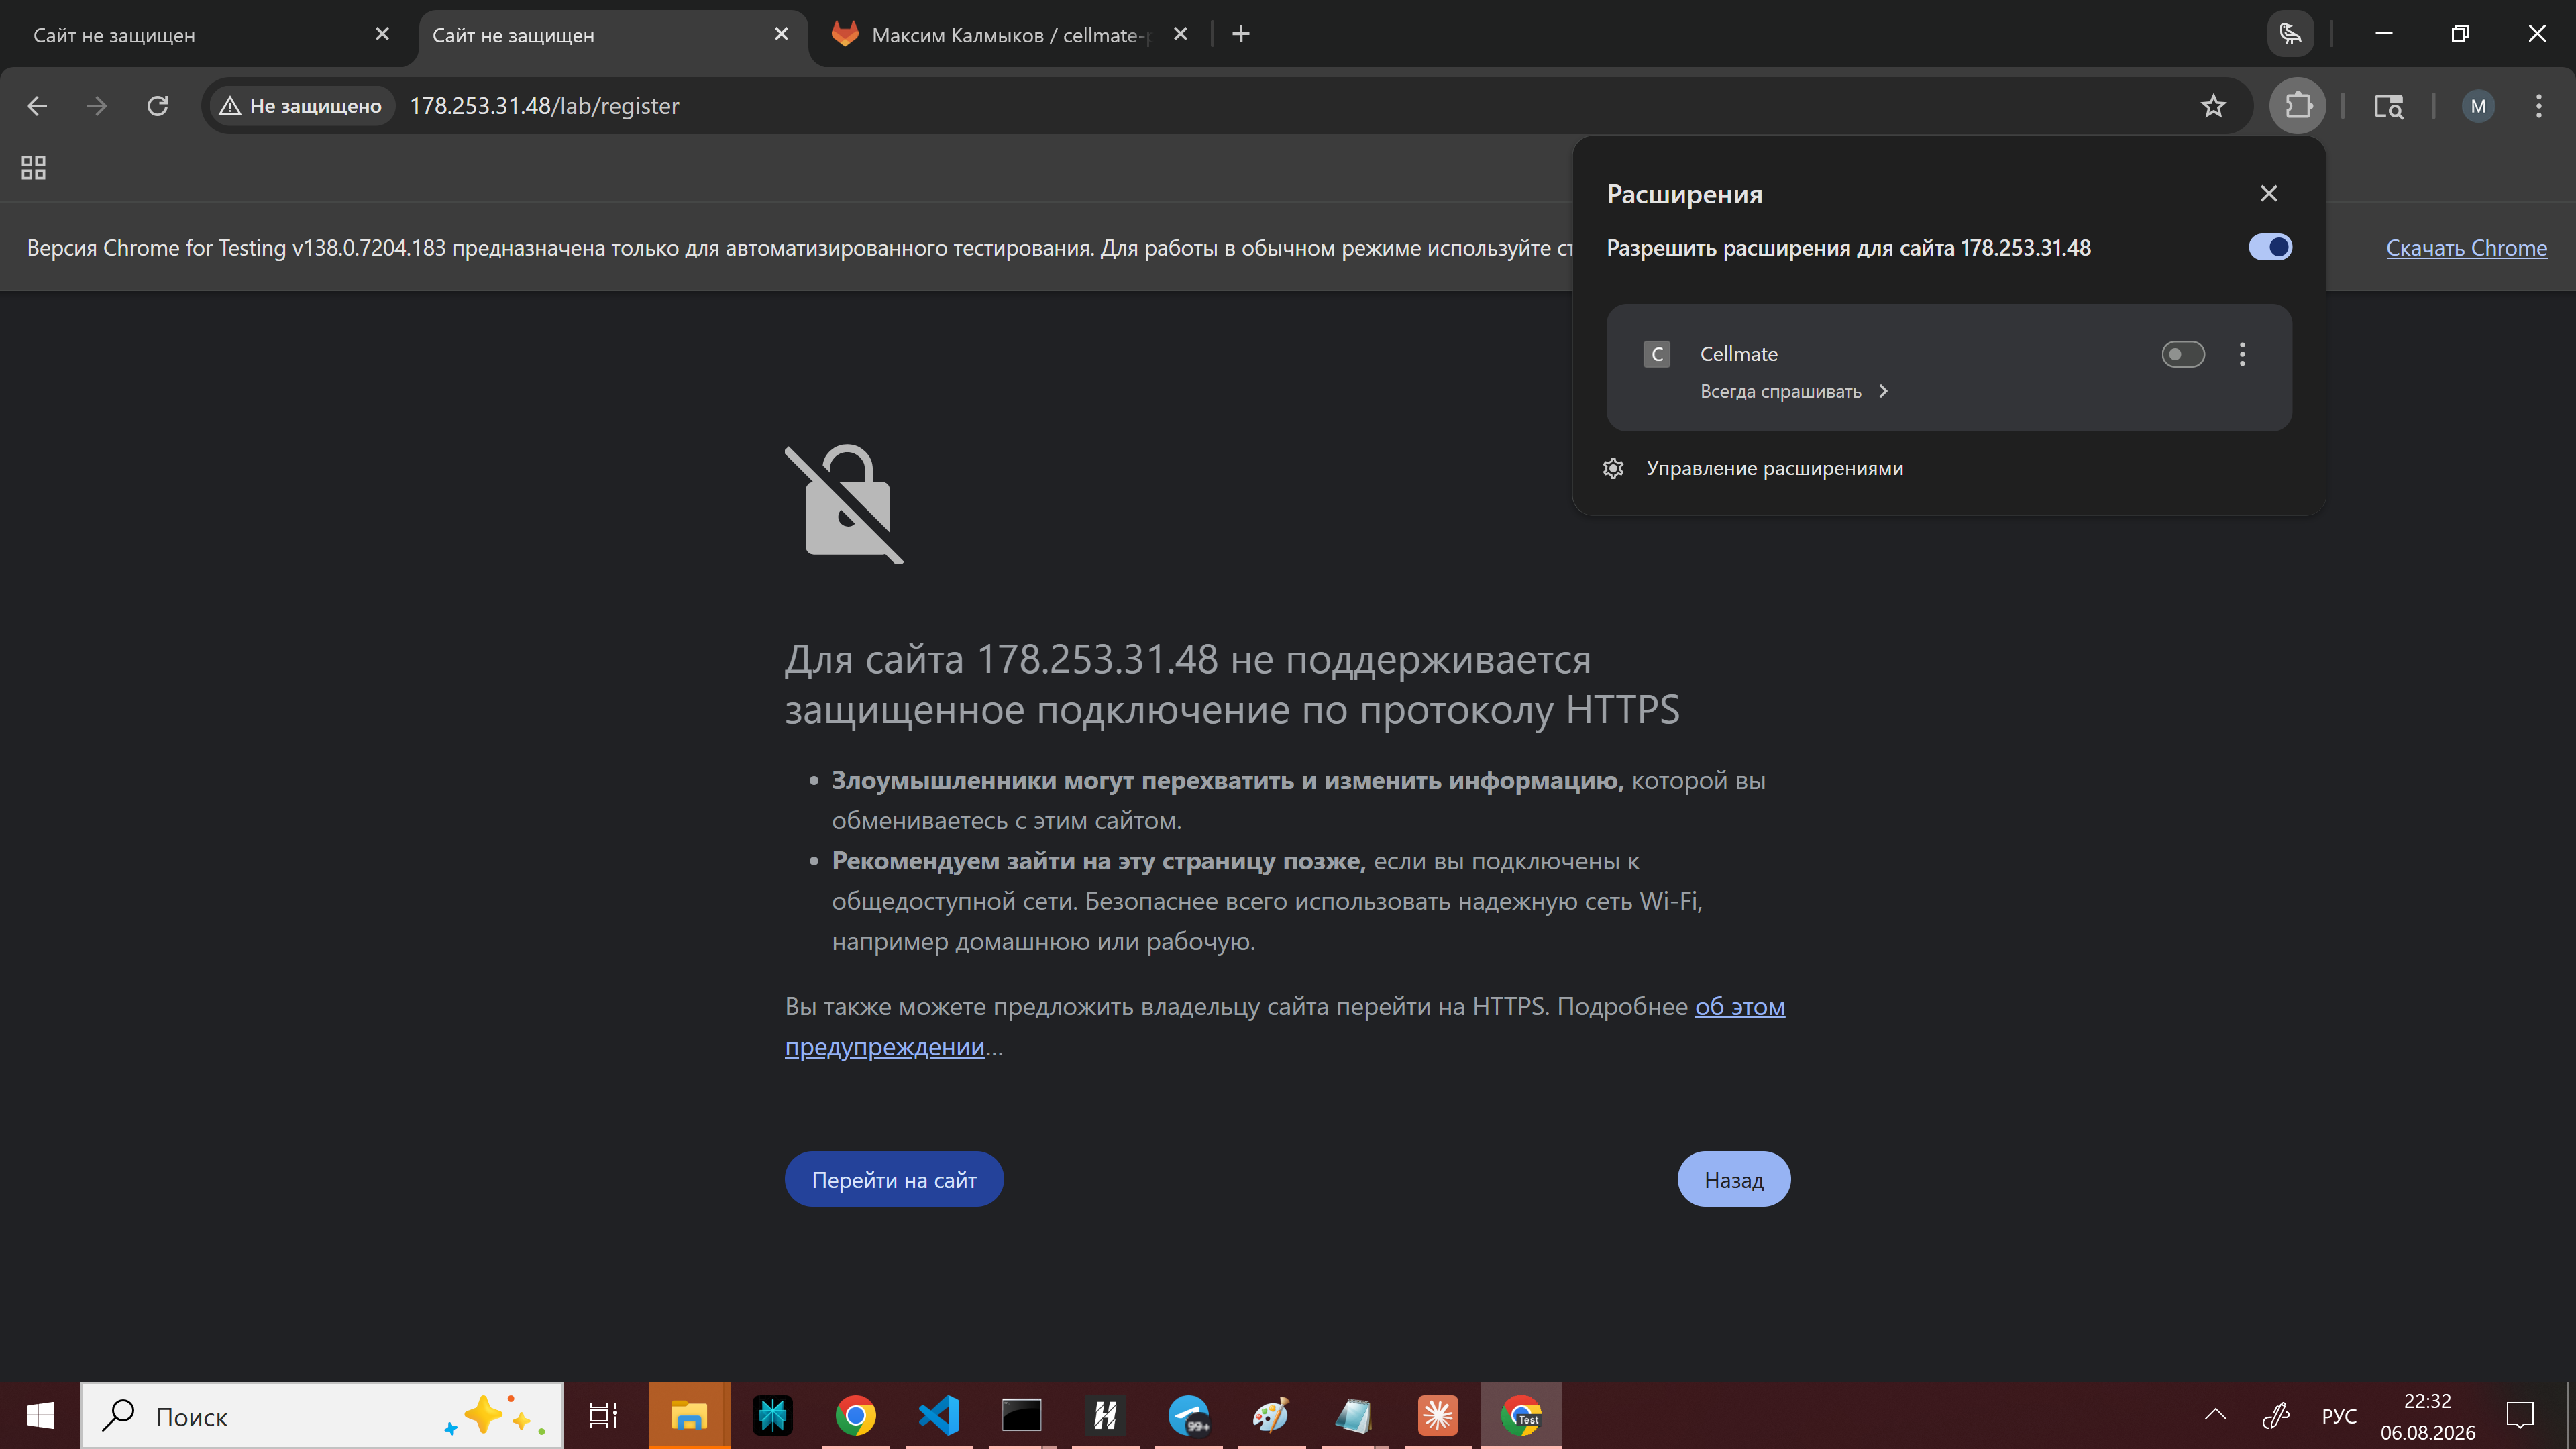 Сайт не защищен
Сайт не защищен
Максим Калмыков / cellmate-
Не защищено
178.253.31.48/lab/register
M
Версия Chrome for Testing v138.0.7204.183 предназначена только для автоматизированного тестирования. Для работы в обычном режиме используйте
Скачать Chrome
Расширения
Разрешить расширения для сайта 178.253.31.48
C
Cellmate
Всегда спрашивать
Управление расширениями
Для сайта 178.253.31.48 не поддерживается
защищенное подключение по протоколу HTTPS
Злоумышленники могут перехватить и изменить информацию, которой вы
обмениваетесь с этим сайтом.
Рекомендуем зайти на эту страницу позже, если вы подключены к
общедоступной сети. Безопаснее всего использовать надежную сеть Wi-Fi,
например домашнюю или рабочую.
Вы также можете предложить владельцу сайта перейти на HTTPS. Подробнее об этом
предупреждении...
Перейти на сайт
Назад
Поиск
99+
Test
РУС
22:32
06.08.2026